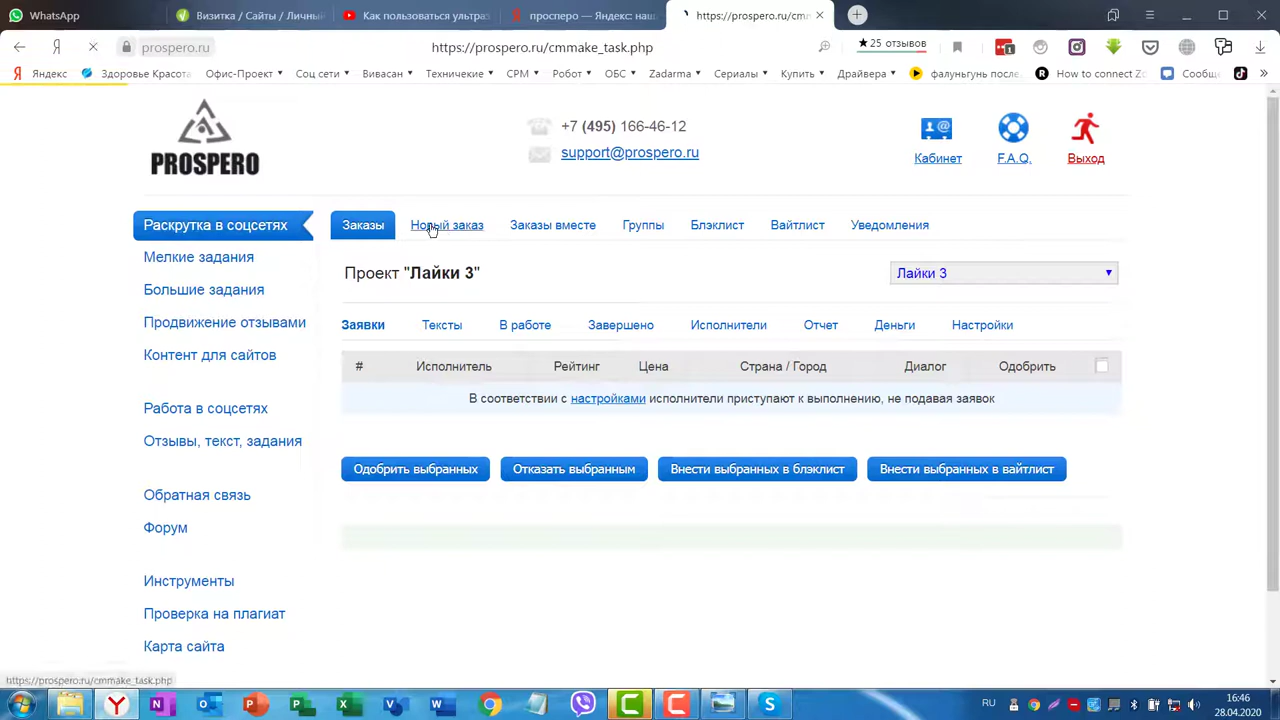 WhatsApp
Визитка / Сайты / Личны
Как пользоваться ультра
просперо — Яндекс: наш
https://prospero.ru/cmm
Я
prospero.ru
https://prospero.ru/cmmake_task.php
★ 25 отзывов
Яндекс
Здоровье Красота
Офис-Проект
Соц сети
Вивасан
Технические
CPM
Робот
ОБС
Zadarma
Сериалы
Купить
Драйвера
фалуньгунь после
How to connect Zo
Сообщ
PROSPERO
+7 (495) 166-46-12
support@prospero.ru
Кабинет
F.A.Q.
Выход
Раскрутка в соцсетях
Мелкие задания
Большие задания
Продвижение отзывами
Контент для сайтов
Работа в соцсетях
Отзывы, текст, задания
Обратная связь
Форум
Инструменты
Проверка на плагиат
Карта сайта
Заказы
Новый заказ
Заказы вместе
Группы
Блэклист
Вайтлист
Уведомления
Проект "Лайки 3"
Лайки 3
Заявки
Тексты
В работе
Завершено
Исполнители
Отчет
Деньги
Настройки
#
Исполнитель
Рейтинг
Цена
Страна / Город
Диалог
Одобрить
В соответствии с настройками исполнители приступают к выполнению, не подавая заявок
Одобрить выбранных
Отказать выбранным
Внести выбранных в блэклист
Внести выбранных в вайтлист
https://prospero.ru/cmmake_task.php
RU
16:46
28.04.2020